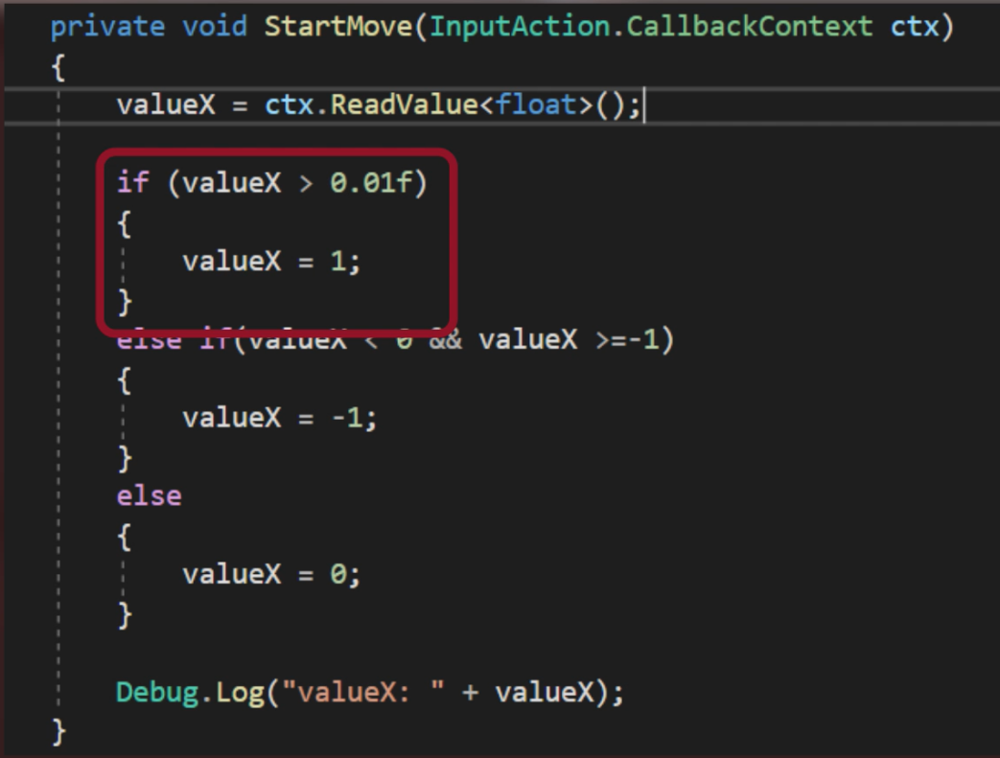 private void StartMove(InputAction.CallbackContext ctx)
{
valueX = ctx.ReadValue<float>();
if (valueX > 0.01f)
{
valueX = 1;
}
else if(valueX < 0 && valueX >=-1)
{
valueX = -1;
}
else
{
valueX = 0;
}
Debug.Log("valueX: " + valueX);
}